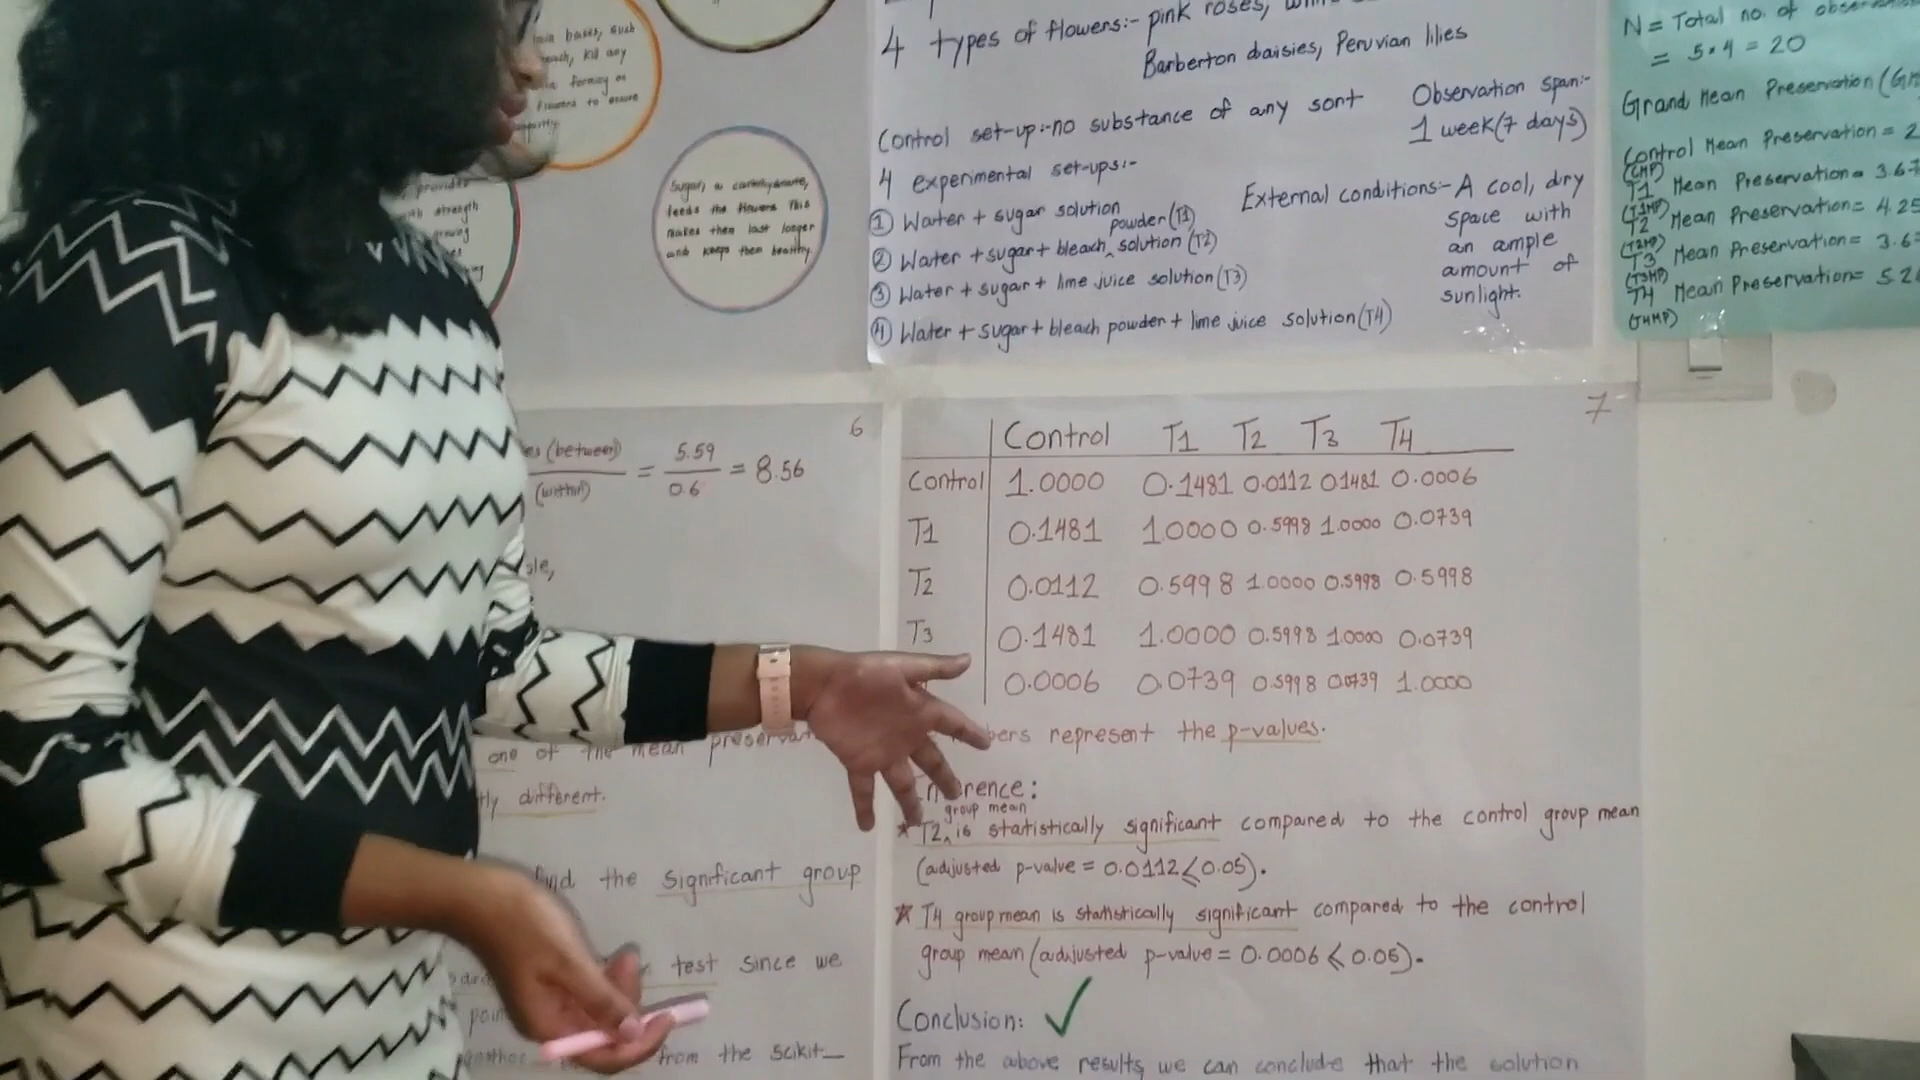 4 types of flowers:- pink roses,
Barberton daisies, Peruvian lilies
Control set-up:-no substance of any sort
Observation span:-
1 week(7 days)
4 experimental set-ups:-
① Water + sugar solution (T1)
② Water + sugar + bleach powder solution (T2)
③ Water + sugar + lime juice solution (T3)
④ Water + sugar + bleach powder + lime juice solution (T4)
External conditions:- A cool, dry
space with
an ample
amount of
sunlight.
N = Total no. of
= 5*4 = 20
Grand Mean Preservation
Control Mean Preservation = 2
(CMP)
T1 Mean Preservation = 3.67
(T1MP)
T2 Mean Preservation = 4.25
(T2MP)
T3 Mean Preservation = 3.6
(T3MP)
T4 Mean Preservation = 5.2
(T4MP)
Sugar, a carbohydrate,
feeds the flowers. This
makes them last longer
and keeps them healthy.
bases, such
kill any
forming on
to ensure
strength
6
(between)
(within)
= 5.59 / 0.6 = 8.56
one of the mean
different.
find the significant group
test since we
from the scikit-
7
Control T1 T2 T3 T4
Control 1.0000 0.1481 0.0112 0.1481 0.0006
T1 0.1481 1.0000 0.5998 1.0000 0.0739
T2 0.0112 0.5998 1.0000 0.5998 0.5998
T3 0.1481 1.0000 0.5998 1.0000 0.0739
0.0006 0.0739 0.5998 0.0739 1.0000
represent the p-values.
Inference:
* T2 group mean is statistically significant compared to the control group mean
(adjusted p-value = 0.0112 ≤ 0.05).
* T4 group mean is statistically significant compared to the control
group mean (adjusted p-value = 0.0006 ≤ 0.05).
Conclusion: ✓
From the above results, we can conclude that the solution